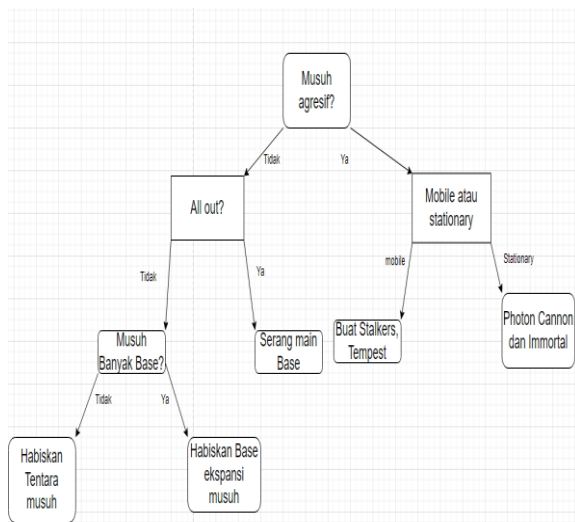 Musuh
agresif?
Tidak
Ya
All out?
Mobile atau
stationary
Tidak
Ya
mobile
Stationary
Musuh
Banyak Base?
Serang main
Base
Buat Stalkers,
Tempest
Photon Cannon
dan Immortal
Tidak
Ya
Habiskan
Tentara
musuh
Habiskan Base
ekspansi
musuh